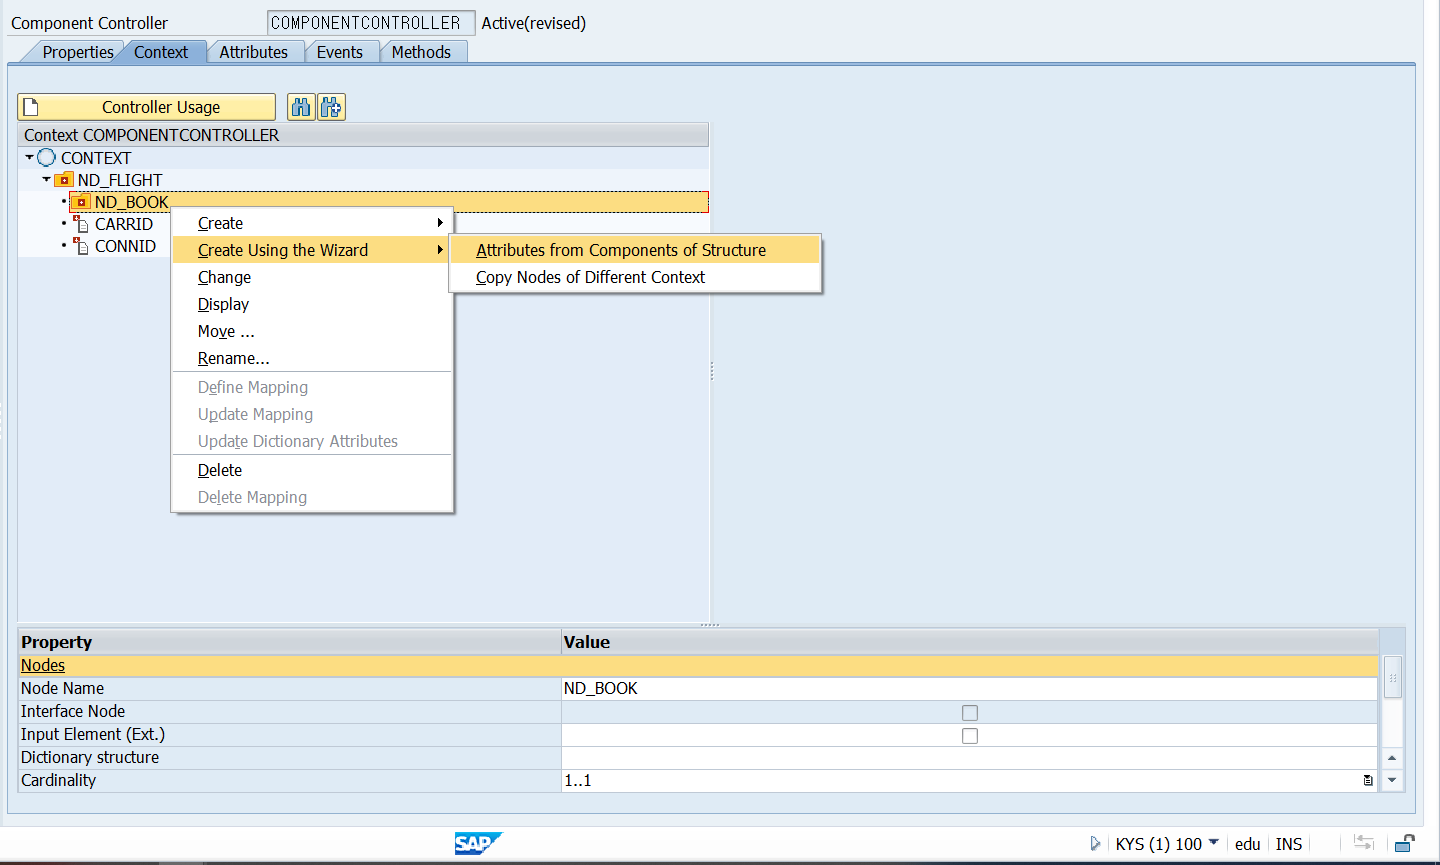 Component Controller COMPONENTCONTROLLER Active(revised)
Properties Context Attributes Events Methods
Controller Usage
Context COMPONENTCONTROLLER
CONTEXT
ND_FLIGHT
ND_BOOK
CARRID
CONNID
Create
Create Using the Wizard
Change
Display
Move ...
Rename...
Define Mapping
Update Mapping
Update Dictionary Attributes
Delete
Delete Mapping
Attributes from Components of Structure
Copy Nodes of Different Context
Property Value
Nodes
Node Name ND_BOOK
Interface Node
Input Element (Ext.)
Dictionary structure
Cardinality 1..1
SAP KYS (1) 100 edu INS